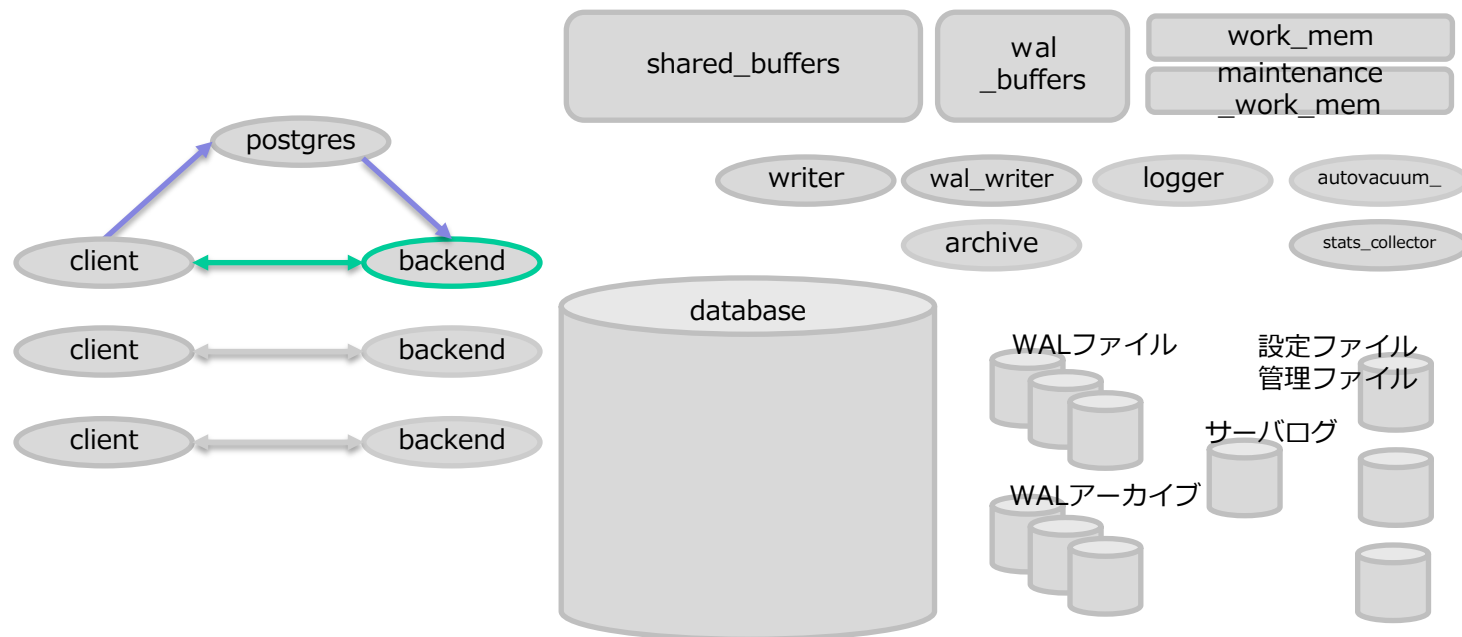 shared_buffers
wal
_buffers
work_mem
maintenance
_work_mem
postgres
writer
wal_writer
logger
autovacuum_
archive
stats_collector
client
backend
client
backend
client
backend
database
WALファイル
設定ファイル
管理ファイル
サーバログ
WALアーカイブ